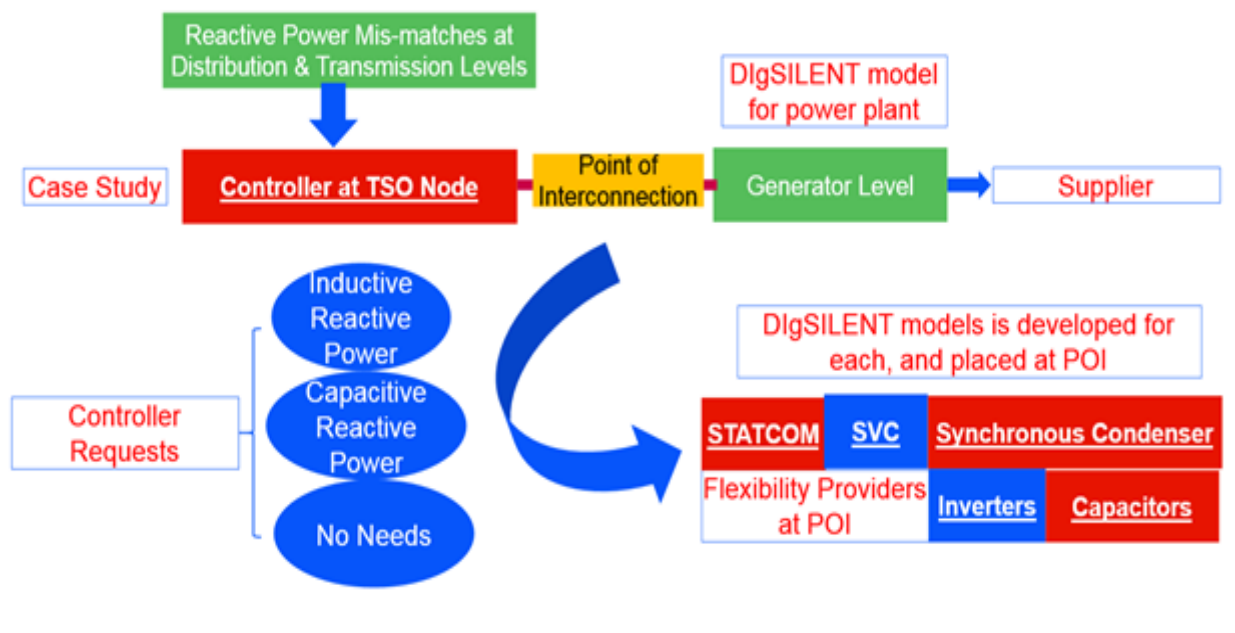 Reactive Power Mis-matches at
Distribution & Transmission Levels
DIgSILENT model
for power plant
Case Study
Controller at TSO Node
Point of
Interconnection
Generator Level
Supplier
Inductive
Reactive
Power
Capacitive
Reactive
Power
No Needs
Controller
Requests
DIgSILENT models is developed for
each, and placed at POI
STATCOM
SVC
Synchronous Condenser
Flexibility Providers
at POI
Inverters
Capacitors